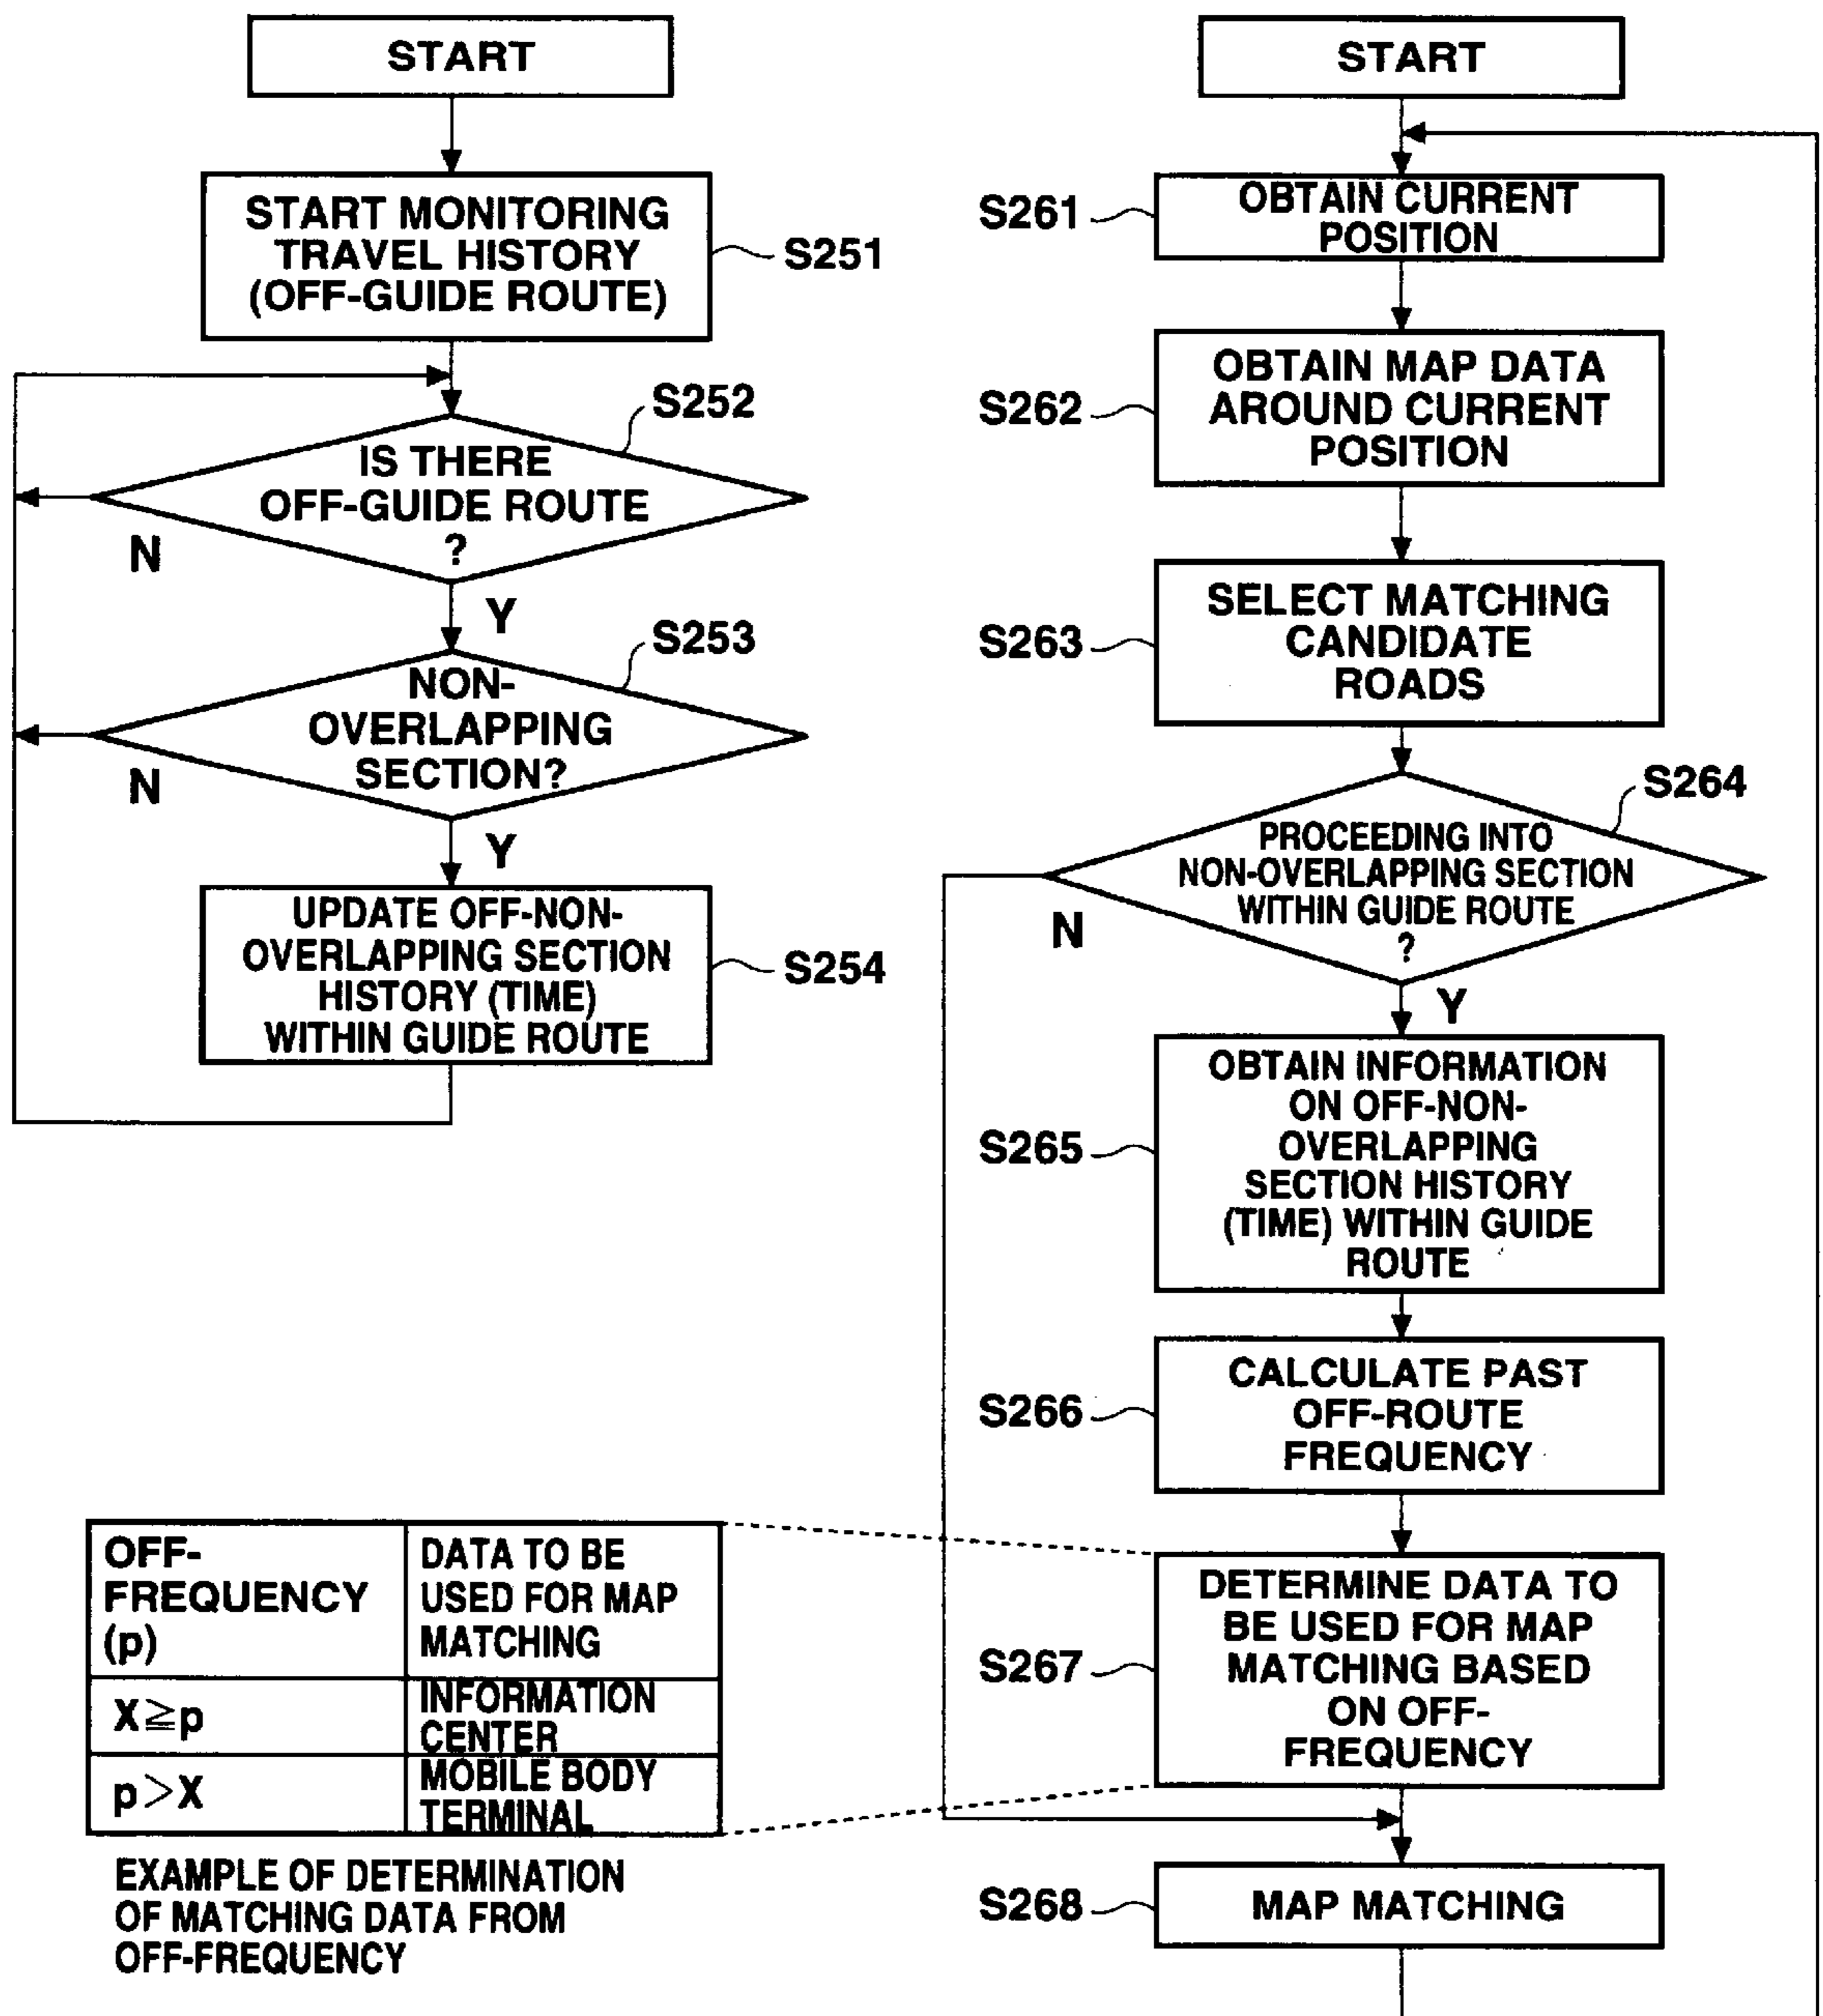 START
START MONITORING
TRAVEL HISTORY
(OFF-GUIDE ROUTE)
S251
S252
IS THERE
OFF-GUIDE ROUTE
?
N
Y
S253
NON-
OVERLAPPING
SECTION?
N
Y
UPDATE OFF-NON-
OVERLAPPING SECTION
HISTORY (TIME)
WITHIN GUIDE ROUTE
S254
START
S261
OBTAIN CURRENT
POSITION
S262
OBTAIN MAP DATA
AROUND CURRENT
POSITION
S263
SELECT MATCHING
CANDIDATE
ROADS
S264
PROCEEDING INTO
NON-OVERLAPPING SECTION
WITHIN GUIDE ROUTE
?
N
Y
S265
OBTAIN INFORMATION
ON OFF-NON-
OVERLAPPING
SECTION HISTORY
(TIME) WITHIN GUIDE
ROUTE
S266
CALCULATE PAST
OFF-ROUTE
FREQUENCY
S267
DETERMINE DATA TO
BE USED FOR MAP
MATCHING BASED
ON OFF-
FREQUENCY
S268
MAP MATCHING
OFF-
FREQUENCY
(p)
DATA TO BE
USED FOR MAP
MATCHING
X≧p
INFORMATION
CENTER
p>X
MOBILE BODY
TERMINAL
EXAMPLE OF DETERMINATION
OF MATCHING DATA FROM
OFF-FREQUENCY